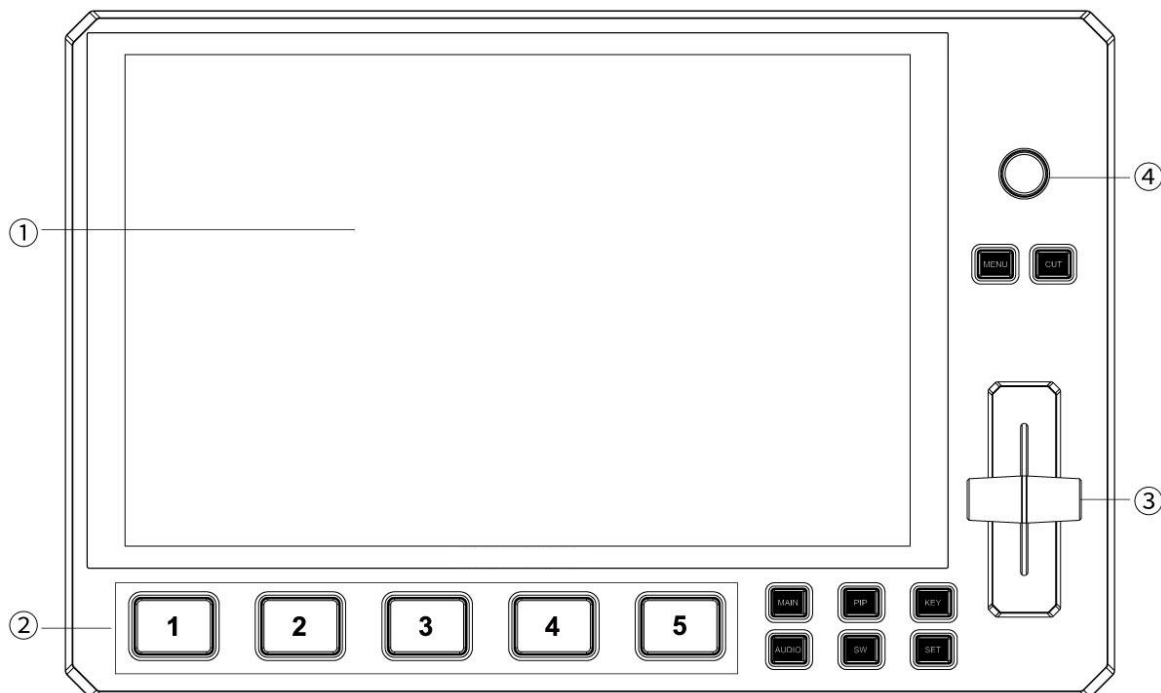 ④
MENU CUT
①
③
MAIN PIP KEY
② 1 2 3 4 5
AUDIO SW SET